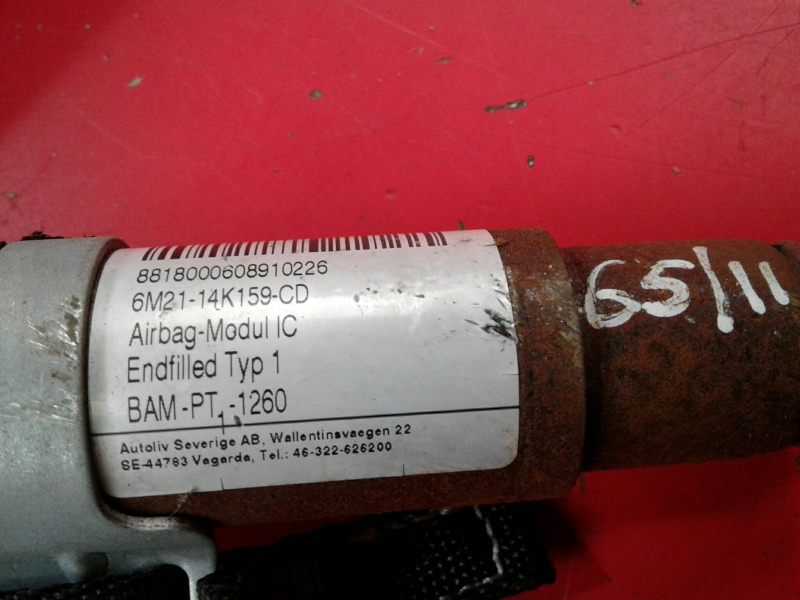 8818000608910226
6M21-14K159-CD
Airbag-Modul IC
Endfilled Typ 1
BAM-PT1-1260
Autoliv Severige AB, Wallentinsvaegen 22
SE-44783 Vagarda, Tel.: 46-322-626200
65/11